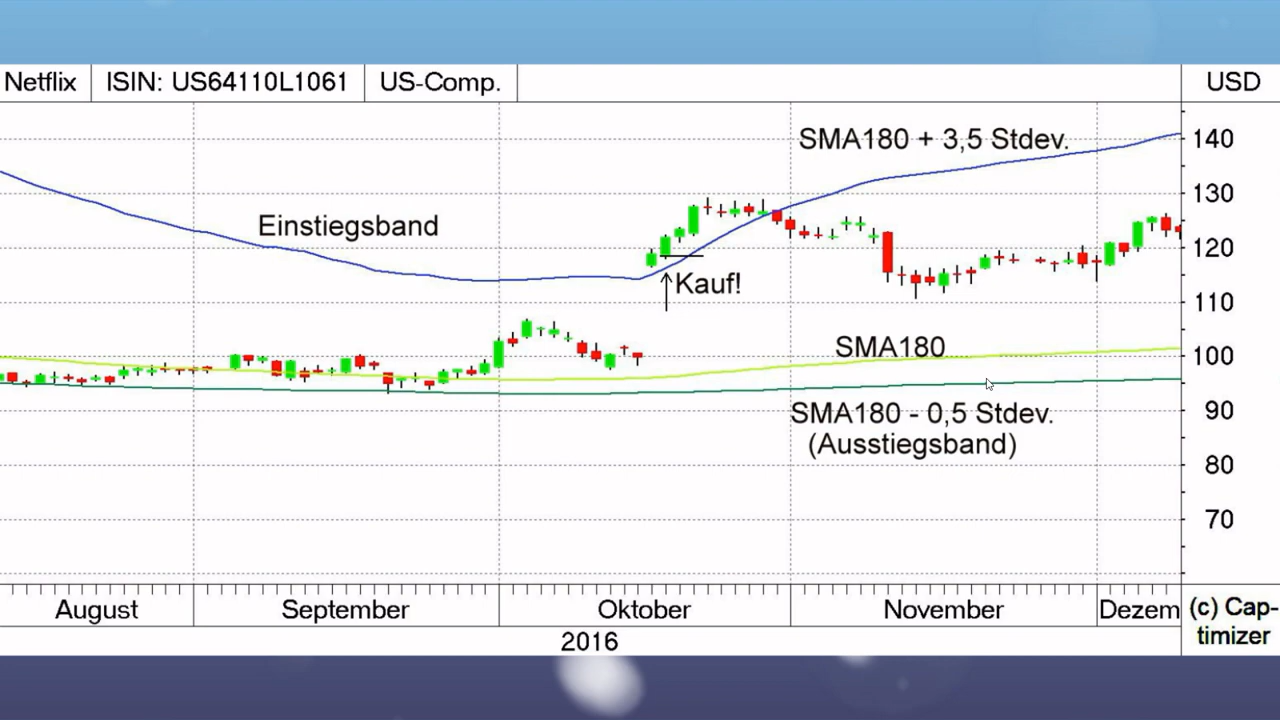 Netflix ISIN: US64110L1061 US-Comp. USD
SMA180 + 3,5 Stdev.
140
130
Einstiegsband
120
Kauf!
110
SMA180
100
SMA180 - 0,5 Stdev.
90
(Ausstiegsband)
80
70
August September Oktober November Dezem
2016
(c) Cap-
timizer